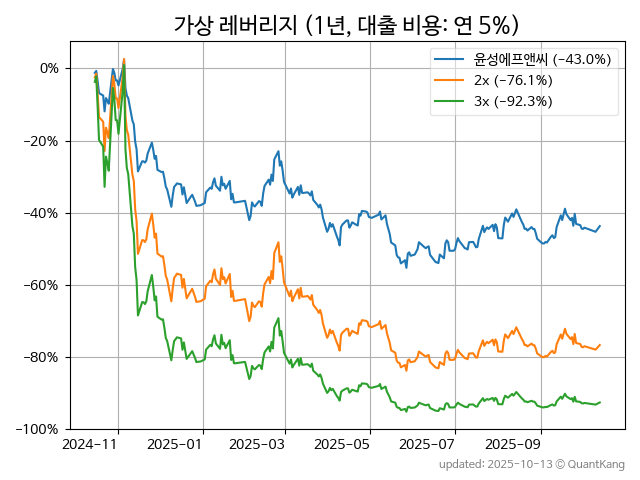 가상 레버리지 (1년, 대출 비용: 연 5%)
윤성에프앤씨 (−43.0%)
2x (−76.1%)
3x (−92.3%)
0%
−20%
−40%
−60%
−80%
−100%
2024-11
2025-01
2025-03
2025-05
2025-07
2025-09
updated: 2025-10-13 © QuantKang